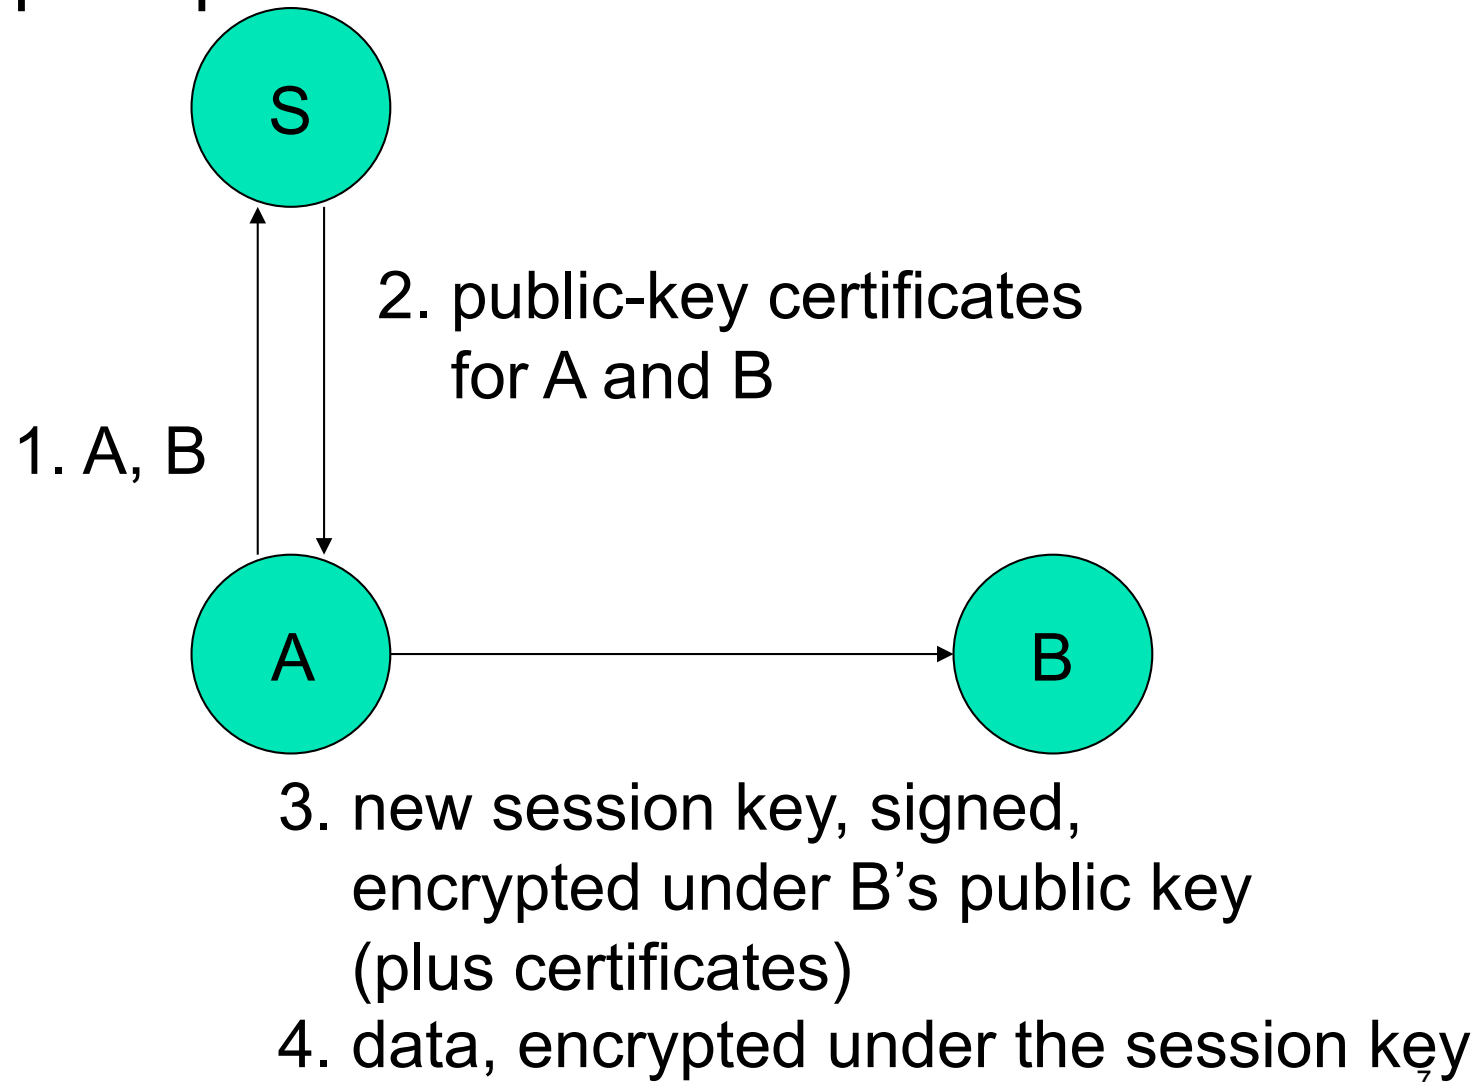 S
2. public-key certificates
for A and B
1. A, B
A
B
3. new session key, signed,
encrypted under B’s public key
(plus certificates)
4. data, encrypted under the session key
7